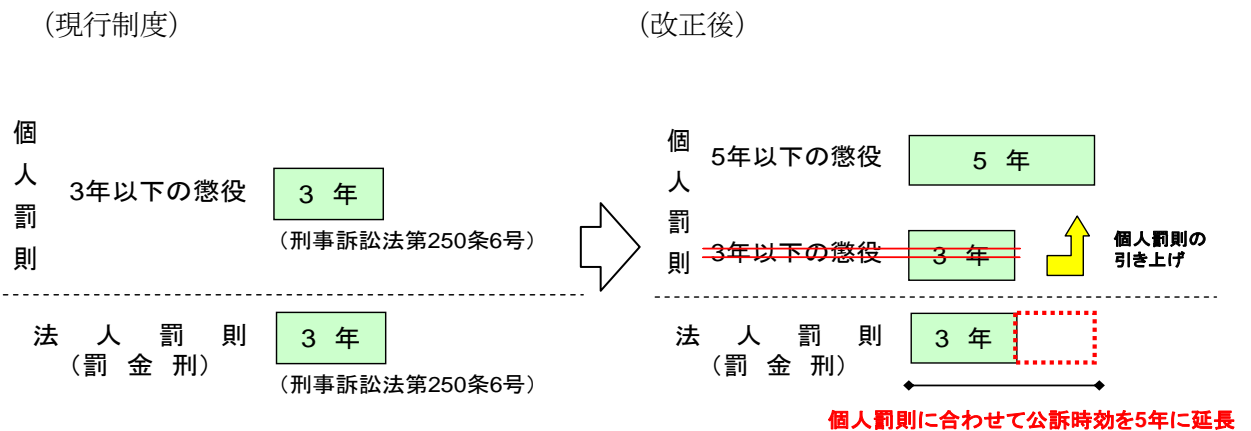 （現行制度）
個人罰則
3年以下の懲役
３ 年
（刑事訴訟法第250条6号）
法人罰則
（罰金刑）
３ 年
（刑事訴訟法第250条6号）
（改正後）
個人罰則
5年以下の懲役
５ 年
3年以下の懲役
３ 年
個人罰則の
引き上げ
法人罰則
（罰金刑）
３ 年
個人罰則に合わせて公訴時効を5年に延長